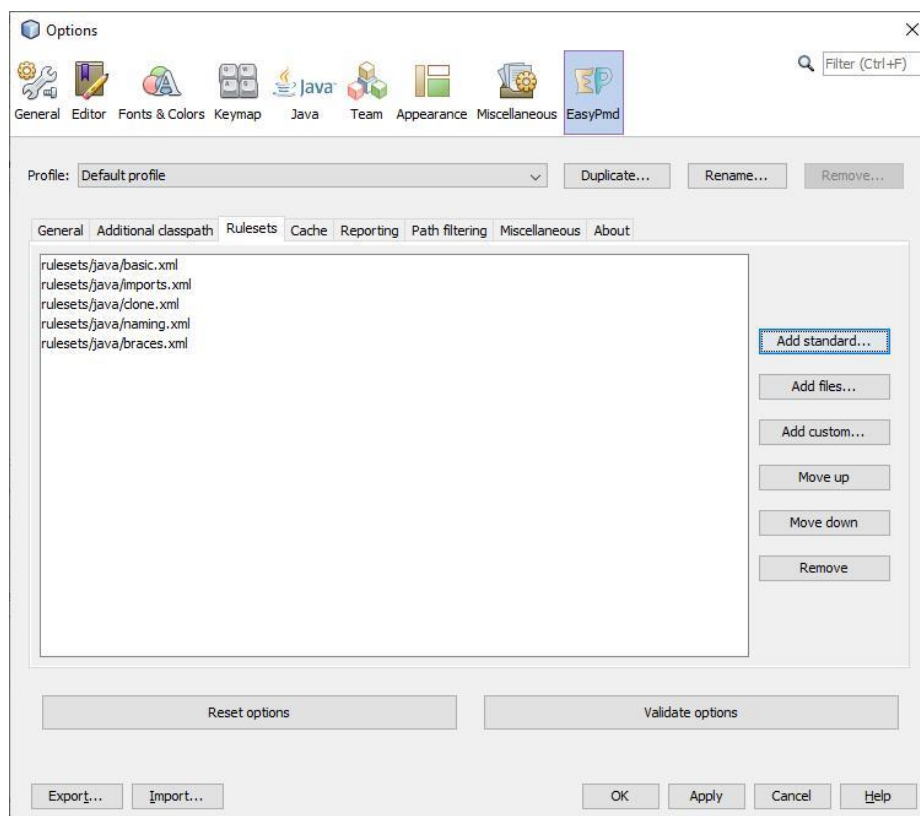 Options
Filter (Ctrl+F)
General Editor Fonts & Colors Keymap Java Team Appearance Miscellaneous EasyPmd
Profile: Default profile Duplicate... Rename... Remove...
General Additional classpath Rulesets Cache Reporting Path filtering Miscellaneous About
rulesets/java/basic.xml
rulesets/java/imports.xml
rulesets/java/clone.xml
rulesets/java/naming.xml
rulesets/java/braces.xml
Add standard...
Add files...
Add custom...
Move up
Move down
Remove
Reset options Validate options
Export... Import... OK Apply Cancel Help